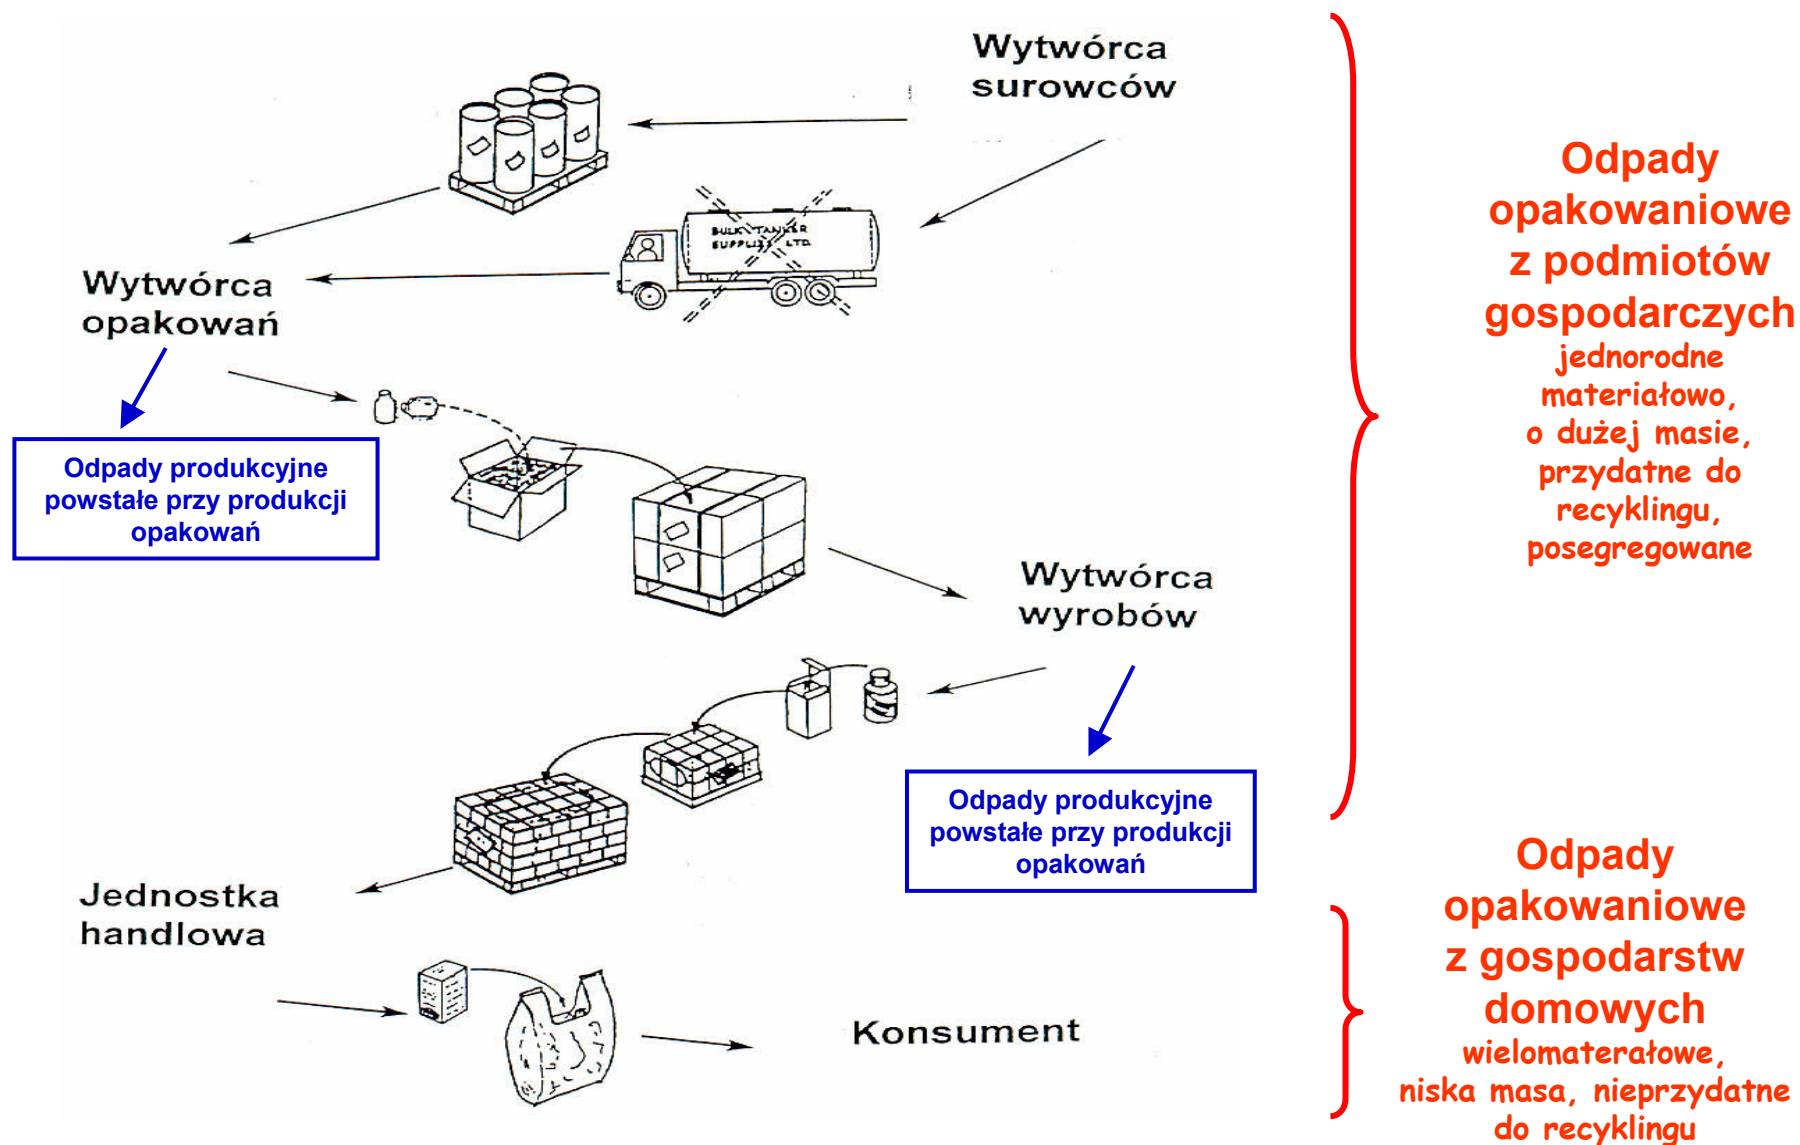 Wytwórca
surowców
BULK TANKER
SUPPLIES LTD.
Wytwórca
opakowań
Odpady produkcyjne
powstałe przy produkcji
opakowań
Wytwórca
wyrobów
Odpady produkcyjne
powstałe przy produkcji
opakowań
Jednostka
handlowa
Konsument
Odpady
opakowaniowe
z podmiotów
gospodarczych
jednorodne
materiałowo,
o dużej masie,
przydatne do
recyklingu,
posegregowane
Odpady
opakowaniowe
z gospodarstw
domowych
wielomaterałowe,
niska masa, nieprzydatne
do recyklingu